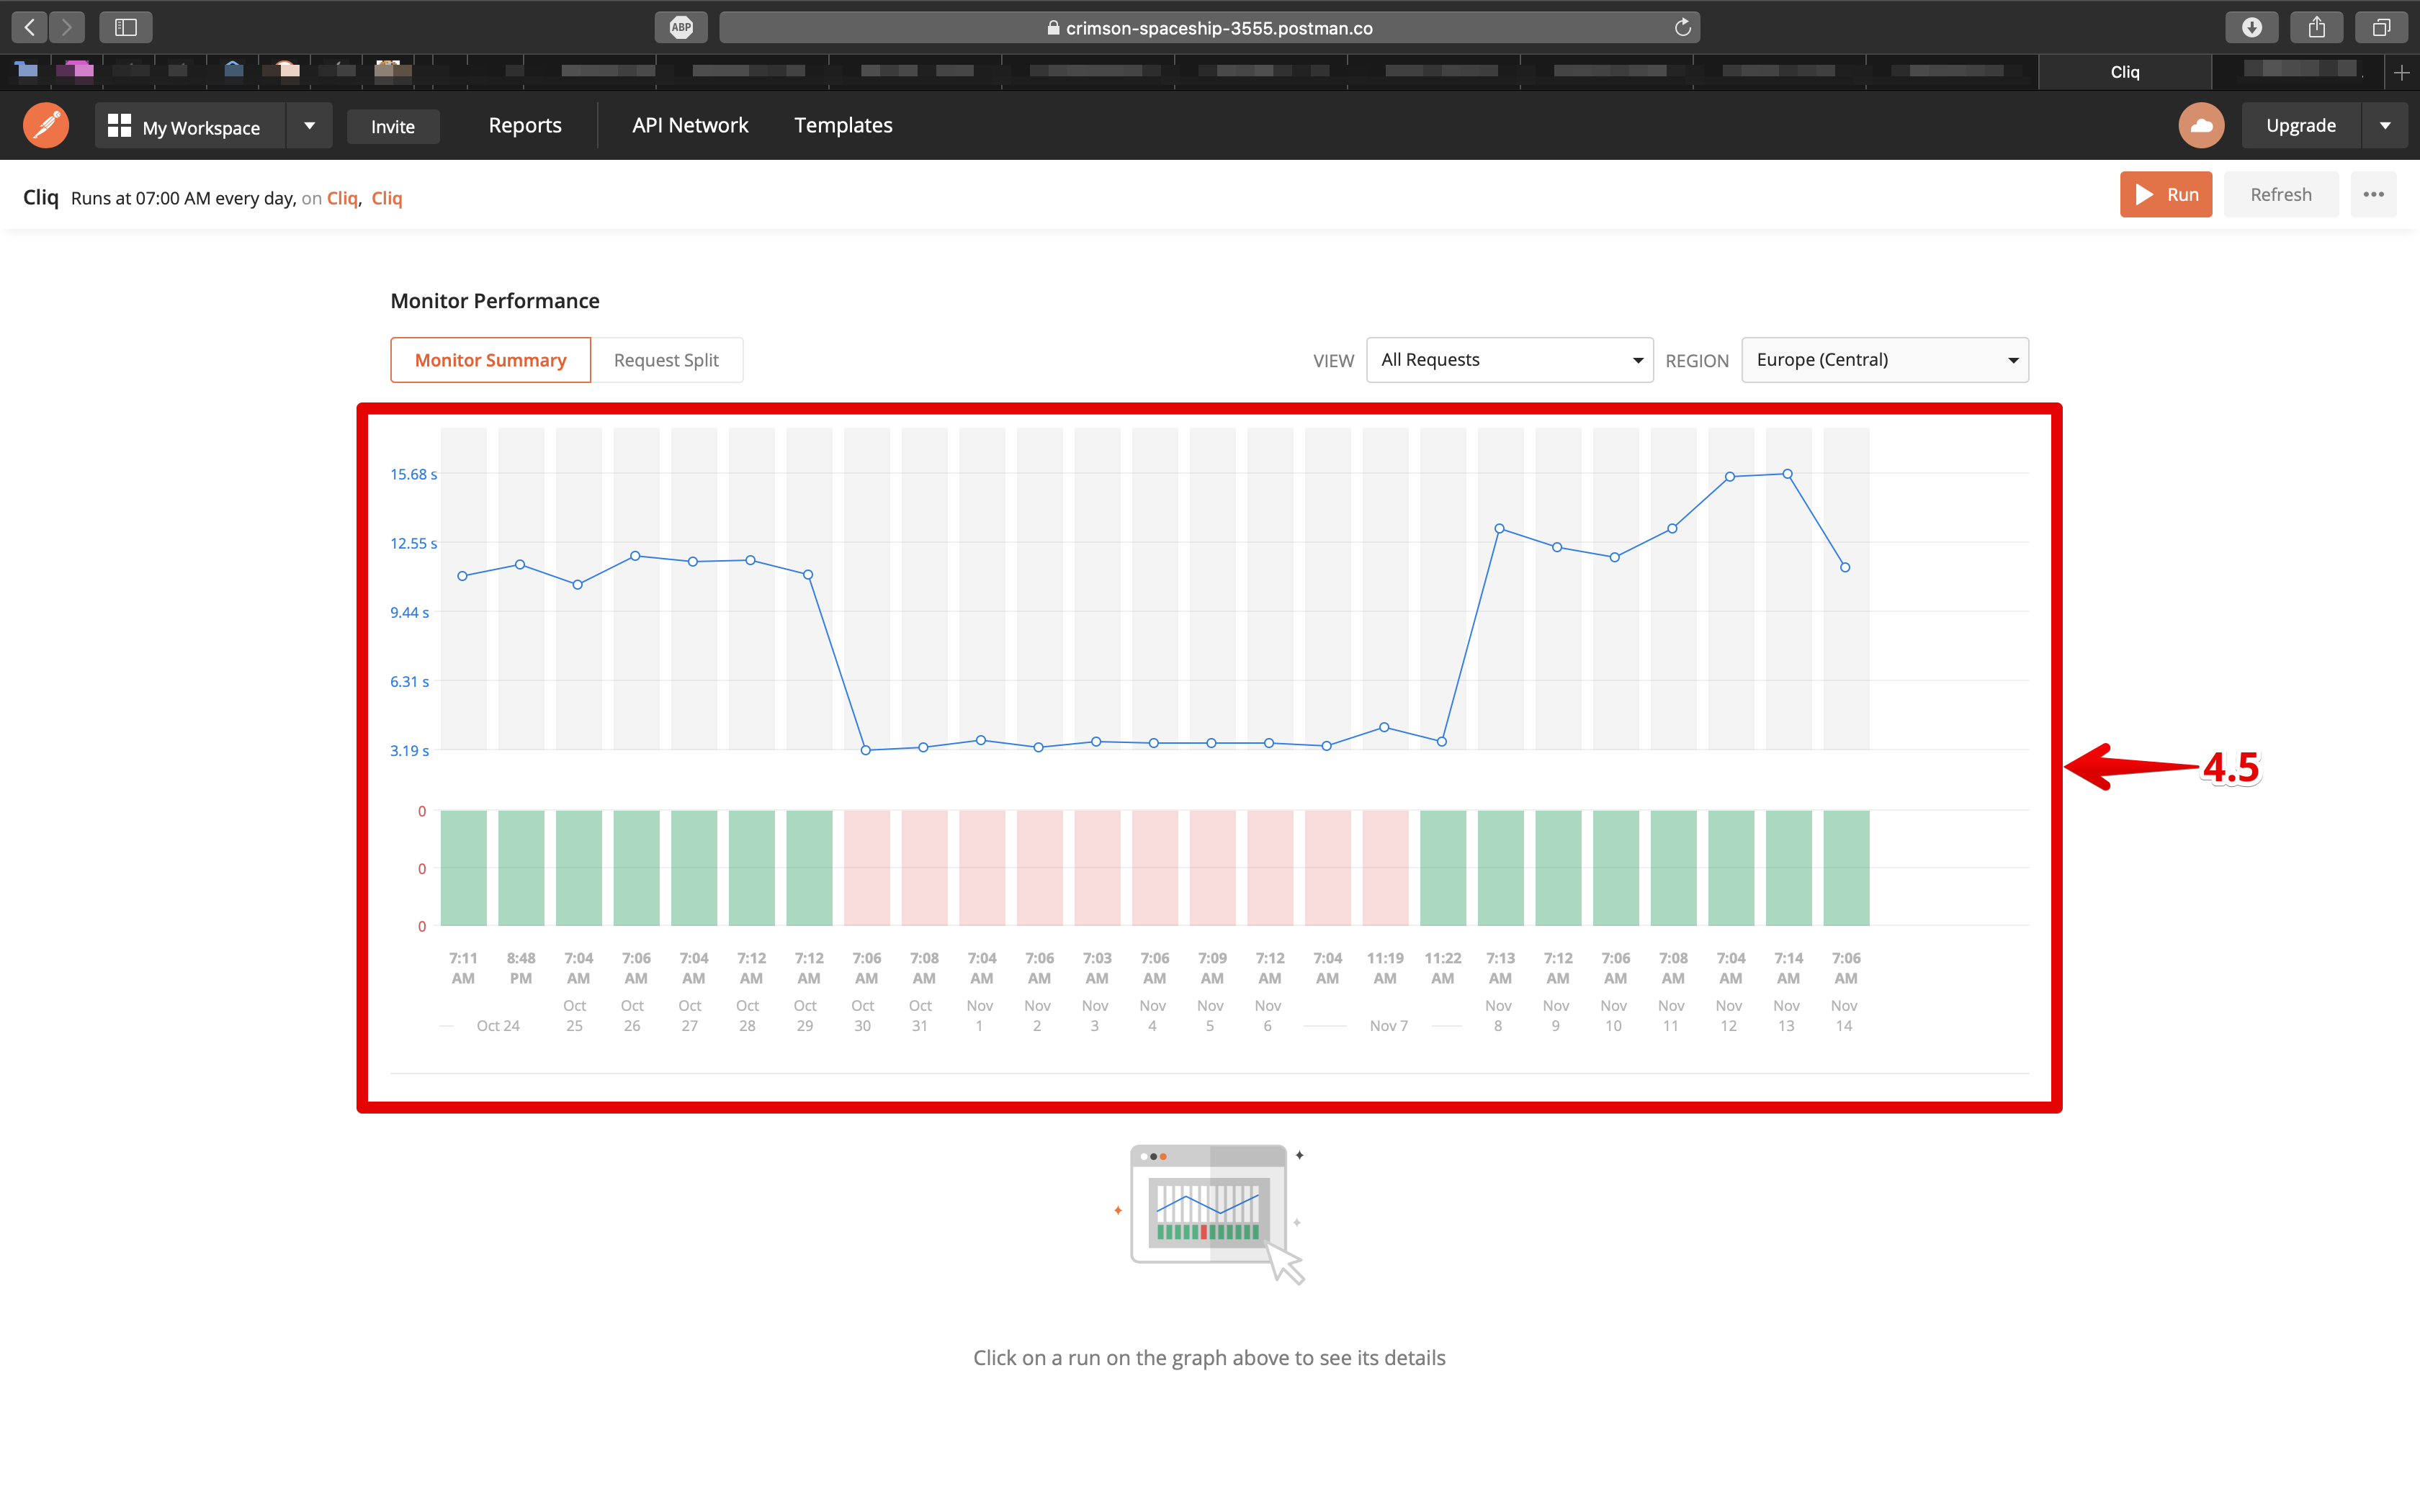 ABP
crimson-spaceship-3555.postman.co
Cliq
My Workspace
Invite
Reports
API Network
Templates
Upgrade
Cliq Runs at 07:00 AM every day, on Cliq, Cliq
Run
Refresh
Monitor Performance
Monitor Summary
Request Split
VIEW
All Requests
REGION
Europe (Central)
15.68 s
12.55 s
9.44 s
6.31 s
3.19 s
4.5
0
0
0
7:11 8:48 7:04 7:06 7:04 7:12 7:12 7:06 7:08 7:04 7:06 7:03 7:06 7:09 7:12 7:04 11:19 11:22 7:13 7:12 7:06 7:08 7:04 7:14 7:06
AM PM AM AM AM AM AM AM AM AM AM AM AM AM AM AM AM AM AM AM AM AM AM AM AM
Oct Oct Oct Oct Oct Oct Oct Nov Nov Nov Nov Nov Nov Nov Nov Nov Nov Nov Nov Nov
Oct 24 25 26 27 28 29 30 31 1 2 3 4 5 6 Nov 7 8 9 10 11 12 13 14
Click on a run on the graph above to see its details